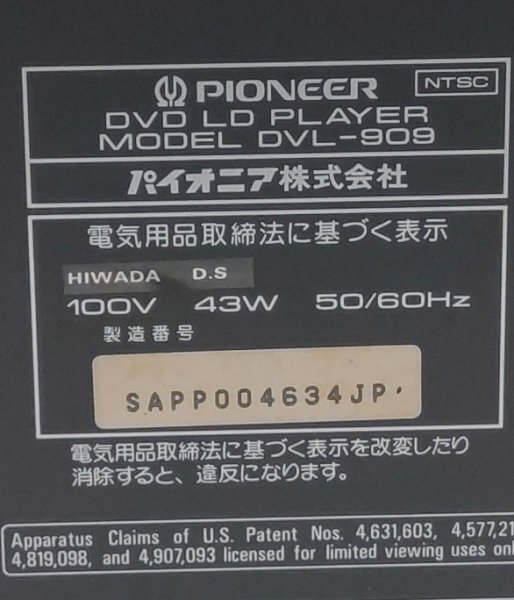 PIONEER NTSC
DVD LD PLAYER
MODEL DVL-909
パイオニア株式会社
電気用品取締法に基づく表示
HIWADA D.S
100V 43W 50/60Hz
製造番号
SAPP004634JP
電気用品取締法に基づく表示を改変したり
消除すると、違反になります。
Apparatus Claims of U.S. Patent Nos. 4,631,603, 4,577,21
4,819,098, and 4,907,093 licensed for limited viewing uses onl